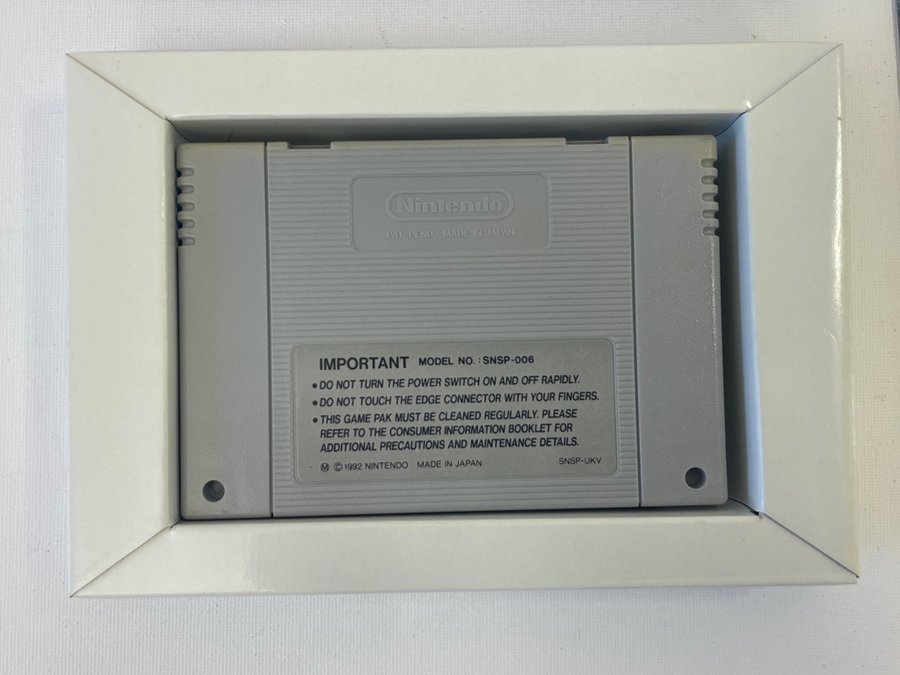 Nintendo
PAT. PEND. MADE IN JAPAN
IMPORTANT MODEL NO. : SNSP-006
• DO NOT TURN THE POWER SWITCH ON AND OFF RAPIDLY.
• DO NOT TOUCH THE EDGE CONNECTOR WITH YOUR FINGERS.
• THIS GAME PAK MUST BE CLEANED REGULARLY. PLEASE
REFER TO THE CONSUMER INFORMATION BOOKLET FOR
ADDITIONAL PRECAUTIONS AND MAINTENANCE DETAILS.
Ⓜ ©1992 NINTENDO MADE IN JAPAN SNSP-UKV